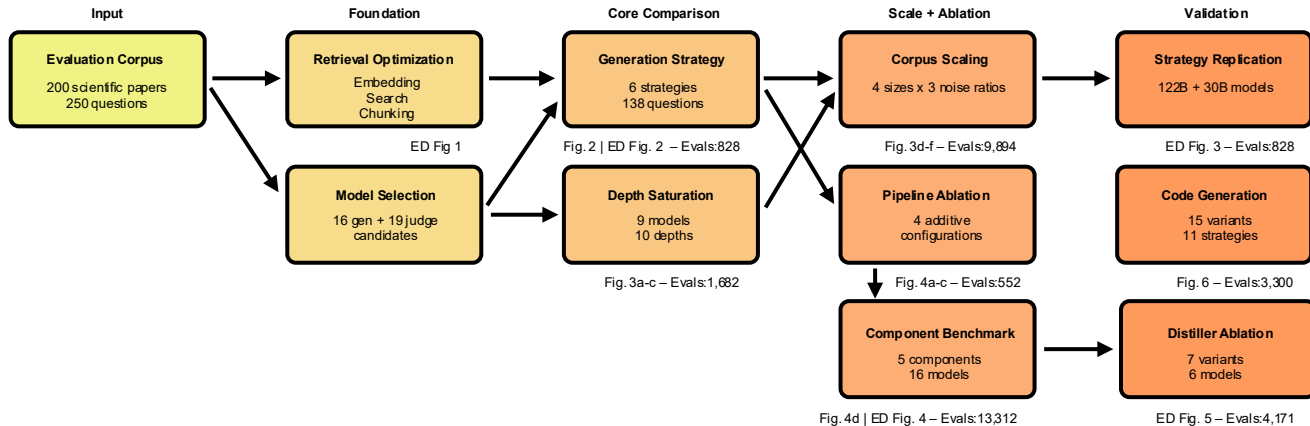 Input
Foundation
Core Comparison
Scale + Ablation
Validation
Evaluation Corpus
200 scientific papers
250 questions
Retrieval Optimization
Embedding
Search
Chunking
ED Fig 1
Generation Strategy
6 strategies
138 questions
Fig. 2 | ED Fig. 2 – Evals:828
Corpus Scaling
4 sizes x 3 noise ratios
Fig. 3d-f – Evals:9,894
Strategy Replication
122B + 30B models
ED Fig. 3 – Evals:828
Model Selection
16 gen + 19 judge
candidates
Depth Saturation
9 models
10 depths
Fig. 3a-c – Evals:1,682
Pipeline Ablation
4 additive
configurations
Fig. 4a-c – Evals:552
Code Generation
15 variants
11 strategies
Fig. 6 – Evals:3,300
Component Benchmark
5 components
16 models
Fig. 4d | ED Fig. 4 – Evals:13,312
Distiller Ablation
7 variants
6 models
ED Fig. 5 – Evals:4,171